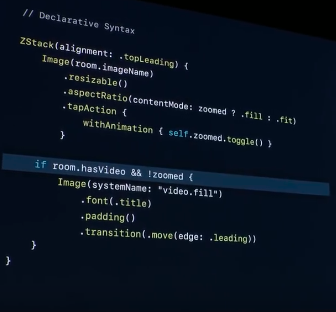 // Declarative Syntax
ZStack(alignment: .topLeading) {
Image(room.imageName)
.resizable()
.aspectRatio(contentMode: zoomed ? .fill : .fit)
.tapAction {
withAnimation { self.zoomed.toggle() }
}
if room.hasVideo && !zoomed {
Image(systemName: "video.fill")
.font(.title)
.padding()
.transition(.move(edge: .leading))
}
}